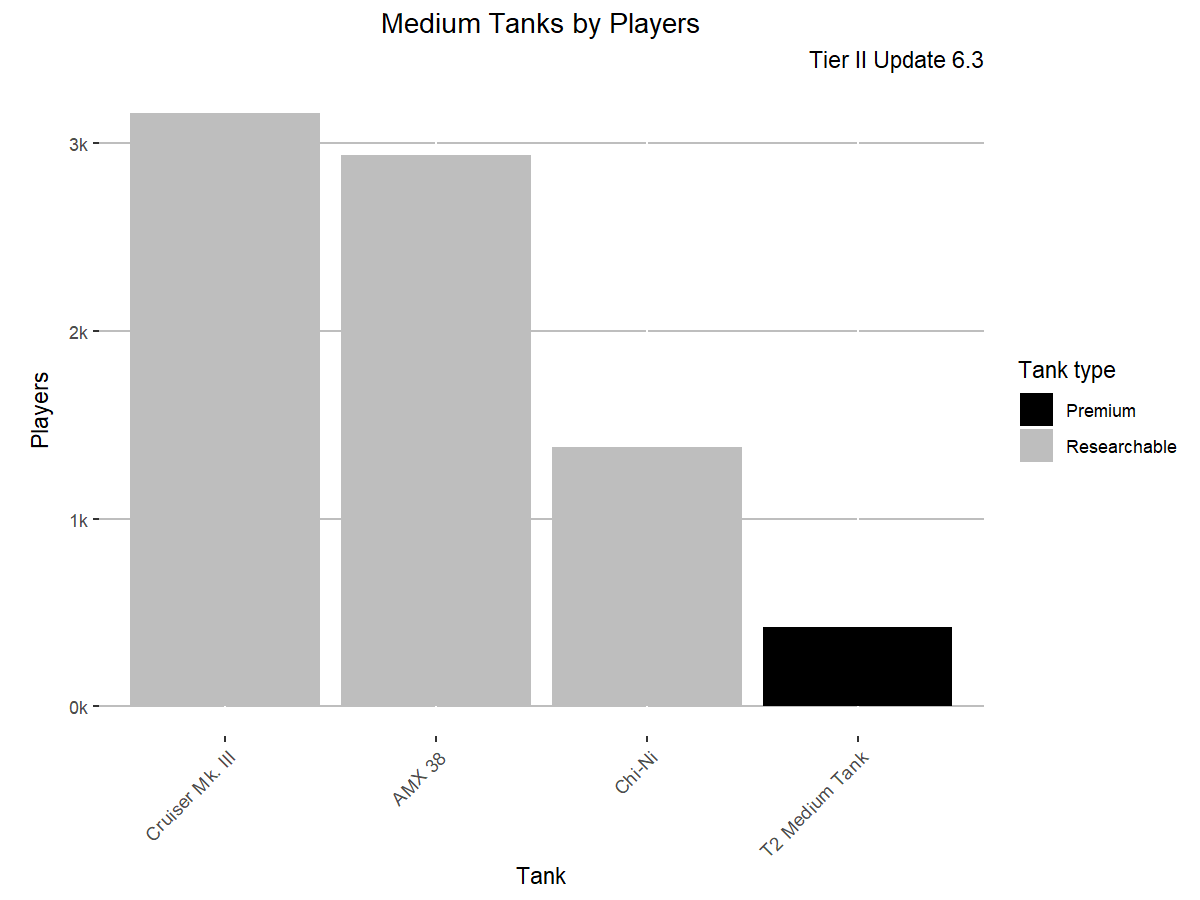 Medium Tanks by Players
Tier II Update 6.3
3k
2k
1k
0k
Players
Cruiser Mk. III
AMX 38
Chi-Ni
T2 Medium Tank
Tank
Tank type
Premium
Researchable